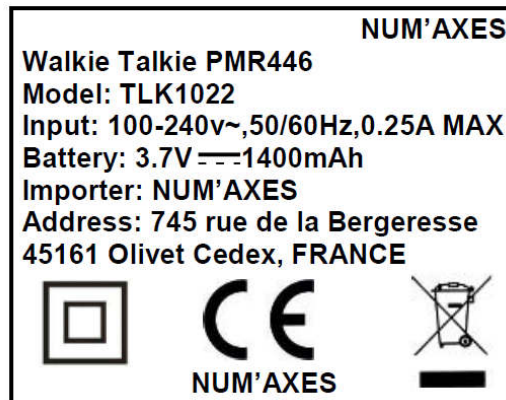 NUM'AXES
Walkie Talkie PMR446
Model: TLK1022
Input: 100-240v~,50/60Hz,0.25A MAX
Battery: 3.7V⎓1400mAh
Importer: NUM'AXES
Address: 745 rue de la Bergeresse
45161 Olivet Cedex, FRANCE
CE
NUM'AXES